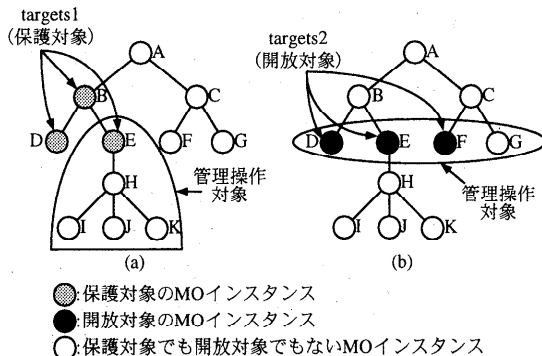 targets1
(保護対象)
A
B
C
D
E
F
G
H
I
J
K
管理操作
対象
(a)
targets2
(開放対象)
A
B
C
D
E
F
G
H
I
J
K
管理操作
対象
(b)
:保護対象のMOインスタンス
:開放対象のMOインスタンス
:保護対象でも開放対象でもないMOインスタンス